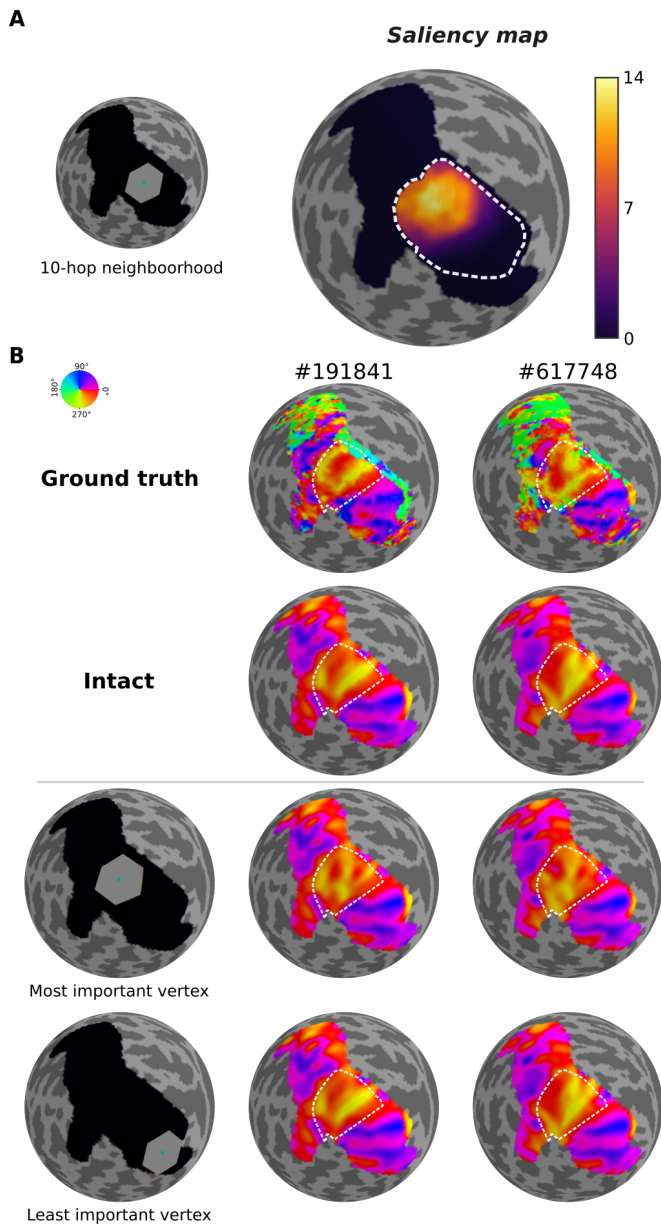 A
Saliency map
14
7
0
10-hop neighboorhood
B
90°
180°
0°
270°
#191841
#617748
Ground truth
Intact
Most important vertex
Least important vertex